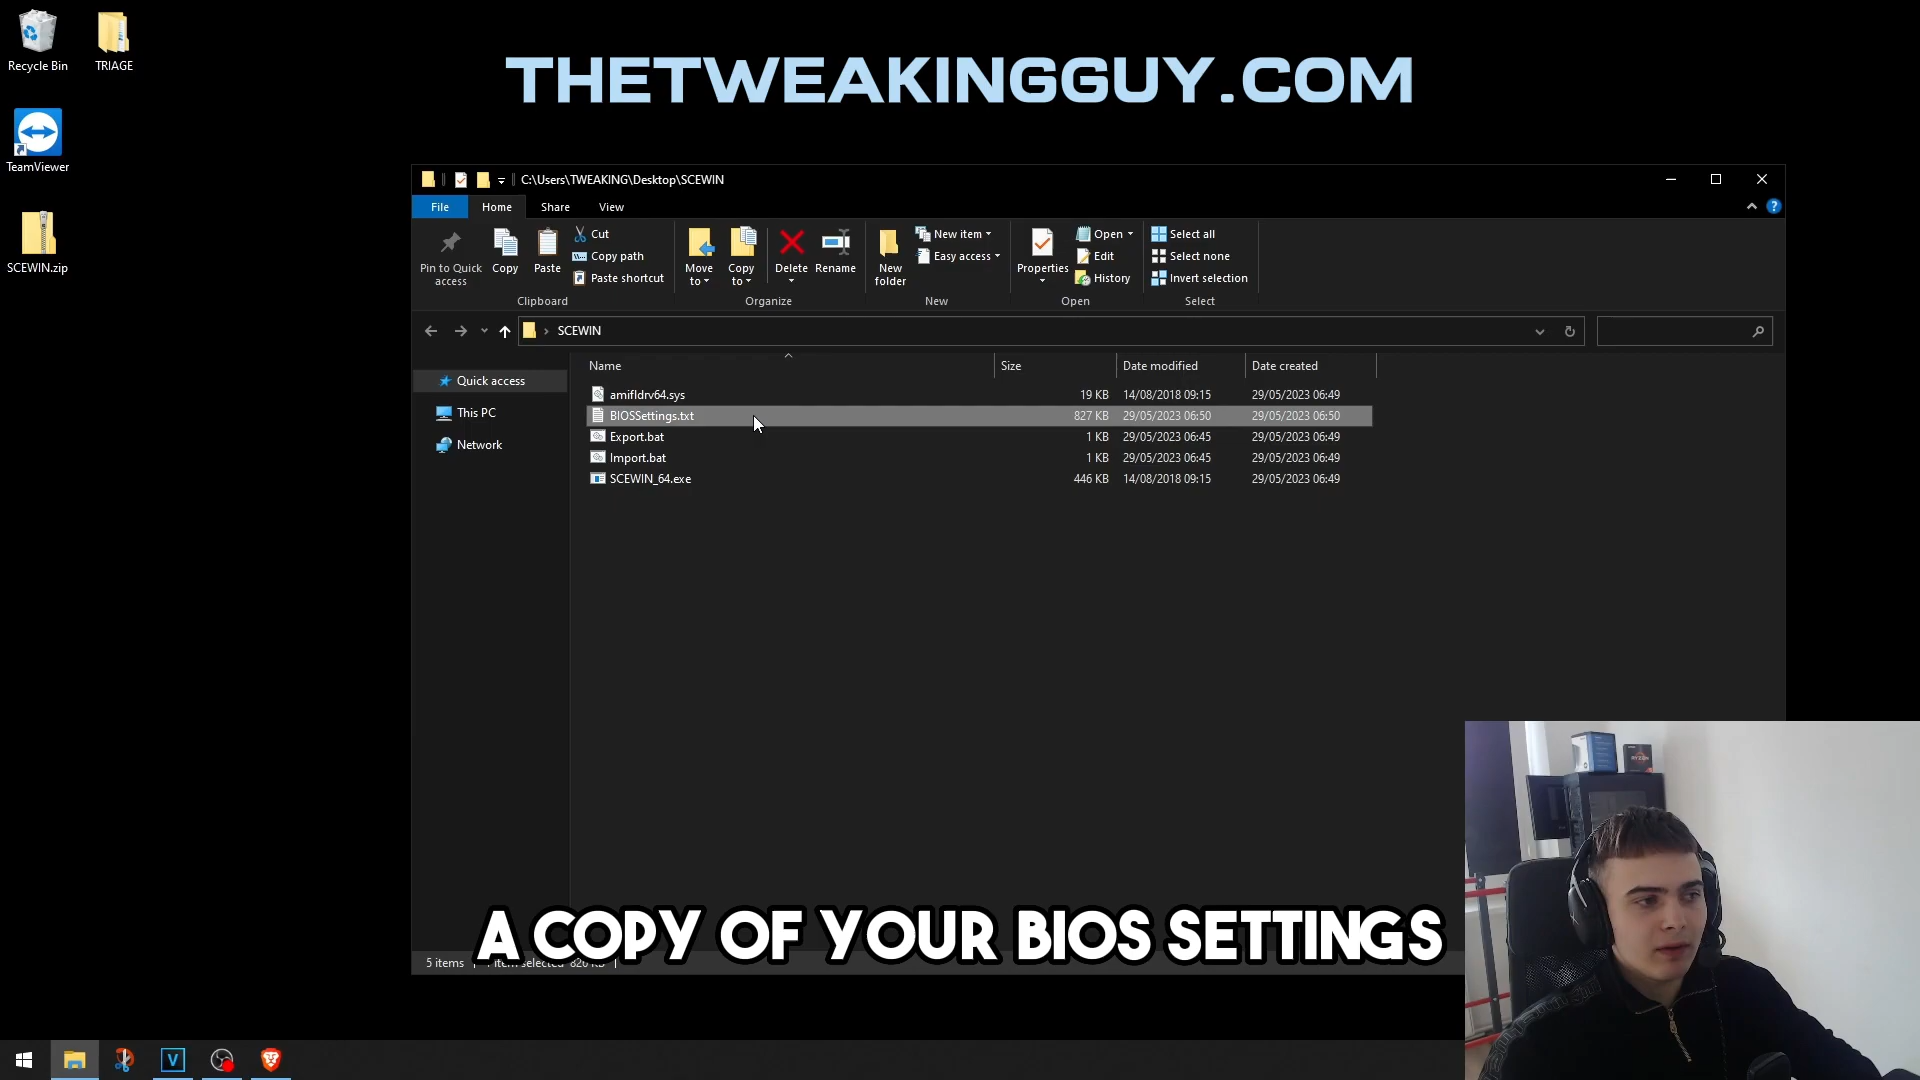 Recycle Bin
TRIAGE
TeamViewer
SCEWIN.zip
THETWEAKINGGUY.COM
C:\Users\TWEAKING\Desktop\SCEWIN
File Home Share View
Pin to Quick access
Copy
Paste
Cut
Copy path
Paste shortcut
Clipboard
Move to
Copy to
Delete
Rename
Organize
New folder
New item
Easy access
New
Properties
Open
Edit
History
Open
Select all
Select none
Invert selection
Select
SCEWIN
Quick access
This PC
Network
Name Size Date modified Date created
amifldrv64.sys 19 KB 14/08/2018 09:15 29/05/2023 06:49
BIOSSettings.txt 827 KB 29/05/2023 06:50 29/05/2023 06:50
Export.bat 1 KB 29/05/2023 06:45 29/05/2023 06:49
Import.bat 1 KB 29/05/2023 06:45 29/05/2023 06:49
SCEWIN_64.exe 446 KB 14/08/2018 09:15 29/05/2023 06:49
A COPY OF YOUR BIOS SETTINGS
5 items 1 item selected